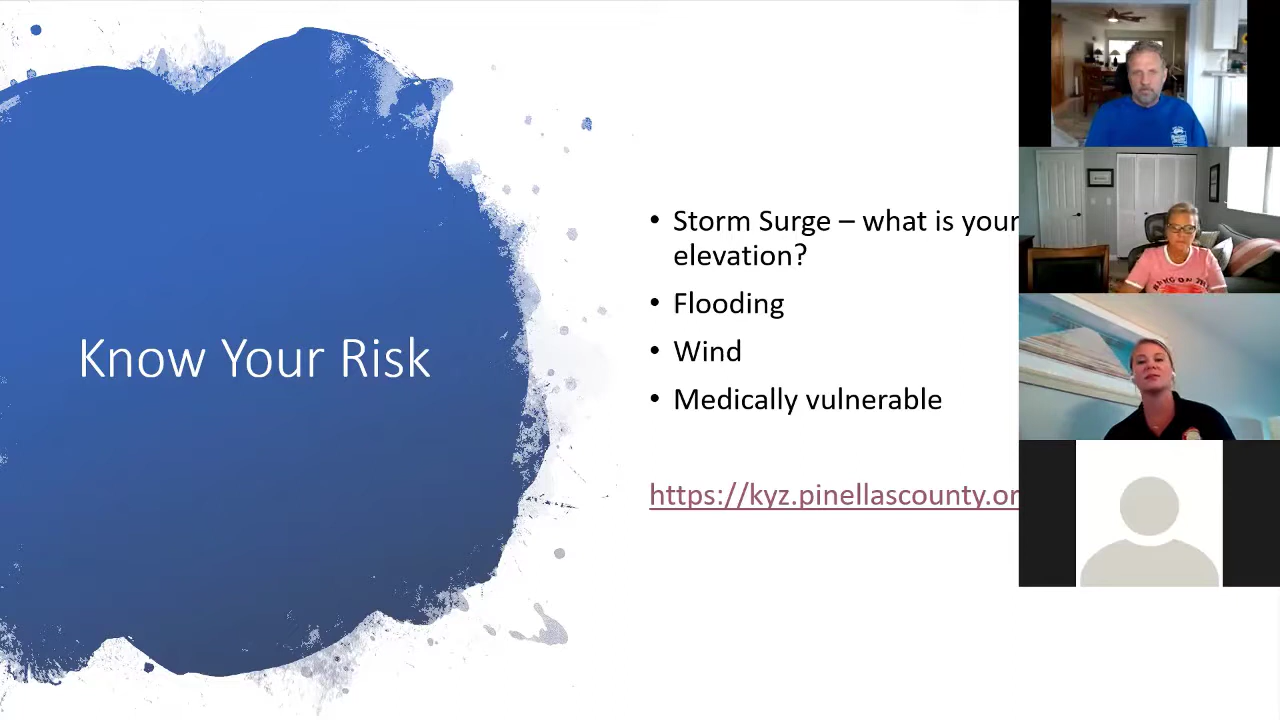 Know Your Risk
• Storm Surge – what is your
elevation?
• Flooding
• Wind
• Medically vulnerable
https://kyz.pinellascounty.or